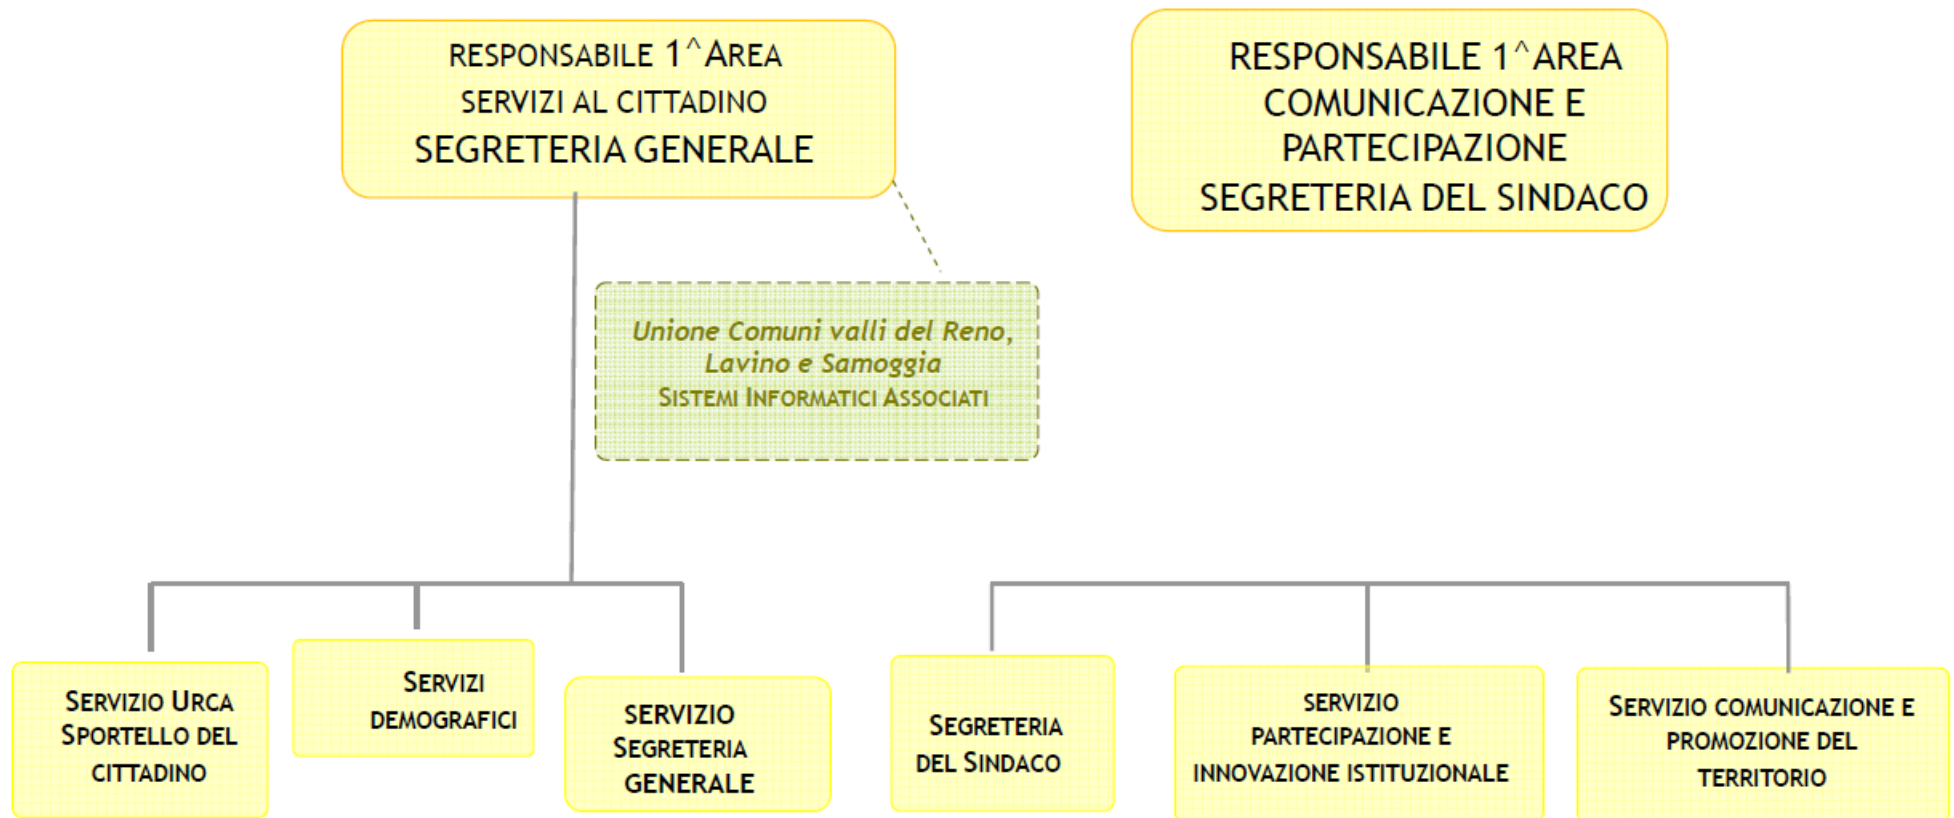 RESPONSABILE 1^AREA
SERVIZI AL CITTADINO
SEGRETERIA GENERALE
RESPONSABILE 1^AREA
COMUNICAZIONE E
PARTECIPAZIONE
SEGRETERIA DEL SINDACO
Unione Comuni valli del Reno,
Lavino e Samoggia
SISTEMI INFORMATICI ASSOCIATI
SERVIZIO URCA
SPORTELLO DEL
CITTADINO
SERVIZI
DEMOGRAFICI
SERVIZIO
SEGRETERIA
GENERALE
SEGRETERIA
DEL SINDACO
SERVIZIO
PARTECIPAZIONE E
INNOVAZIONE ISTITUZIONALE
SERVIZIO COMUNICAZIONE E
PROMOZIONE DEL
TERRITORIO